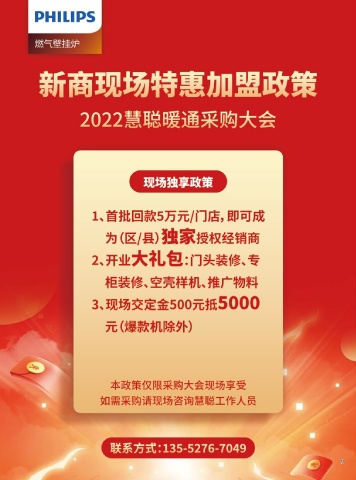 PHILIPS
燃气壁挂炉
新商现场特惠加盟政策
2022慧聪暖通采购大会
现场独享政策
1、首批回款5万元/门店，即可成
为（区/县）独家授权经销商
2、开业大礼包：门头装修、专
柜装修、空壳样机、推广物料
3、现场交定金500元抵5000
元（爆款机除外）
本政策仅限采购大会现场享受
如需采购请现场咨询慧聪工作人员
联系方式：135-5276-7049